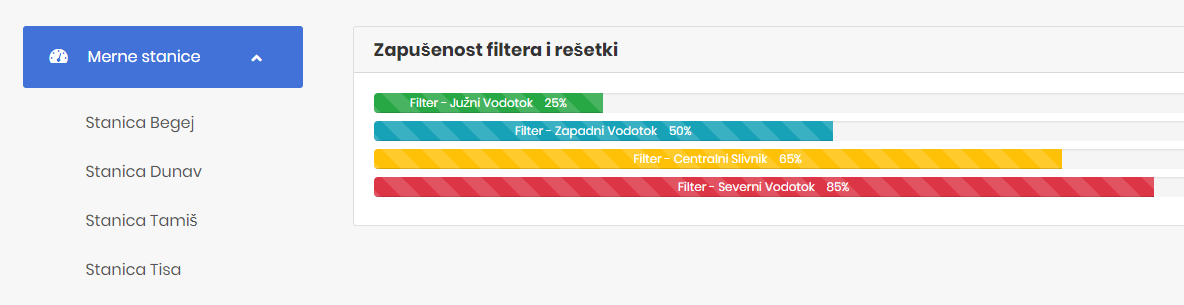 Merne stanice
Stanica Begej
Stanica Dunav
Stanica Tamiš
Stanica Tisa
Zapušenost filtera i rešetki
Filter - Južni Vodotok 25%
Filter - Zapadni Vodotok 50%
Filter - Centralni Slivnik 65%
Filter - Severni Vodotok 85%